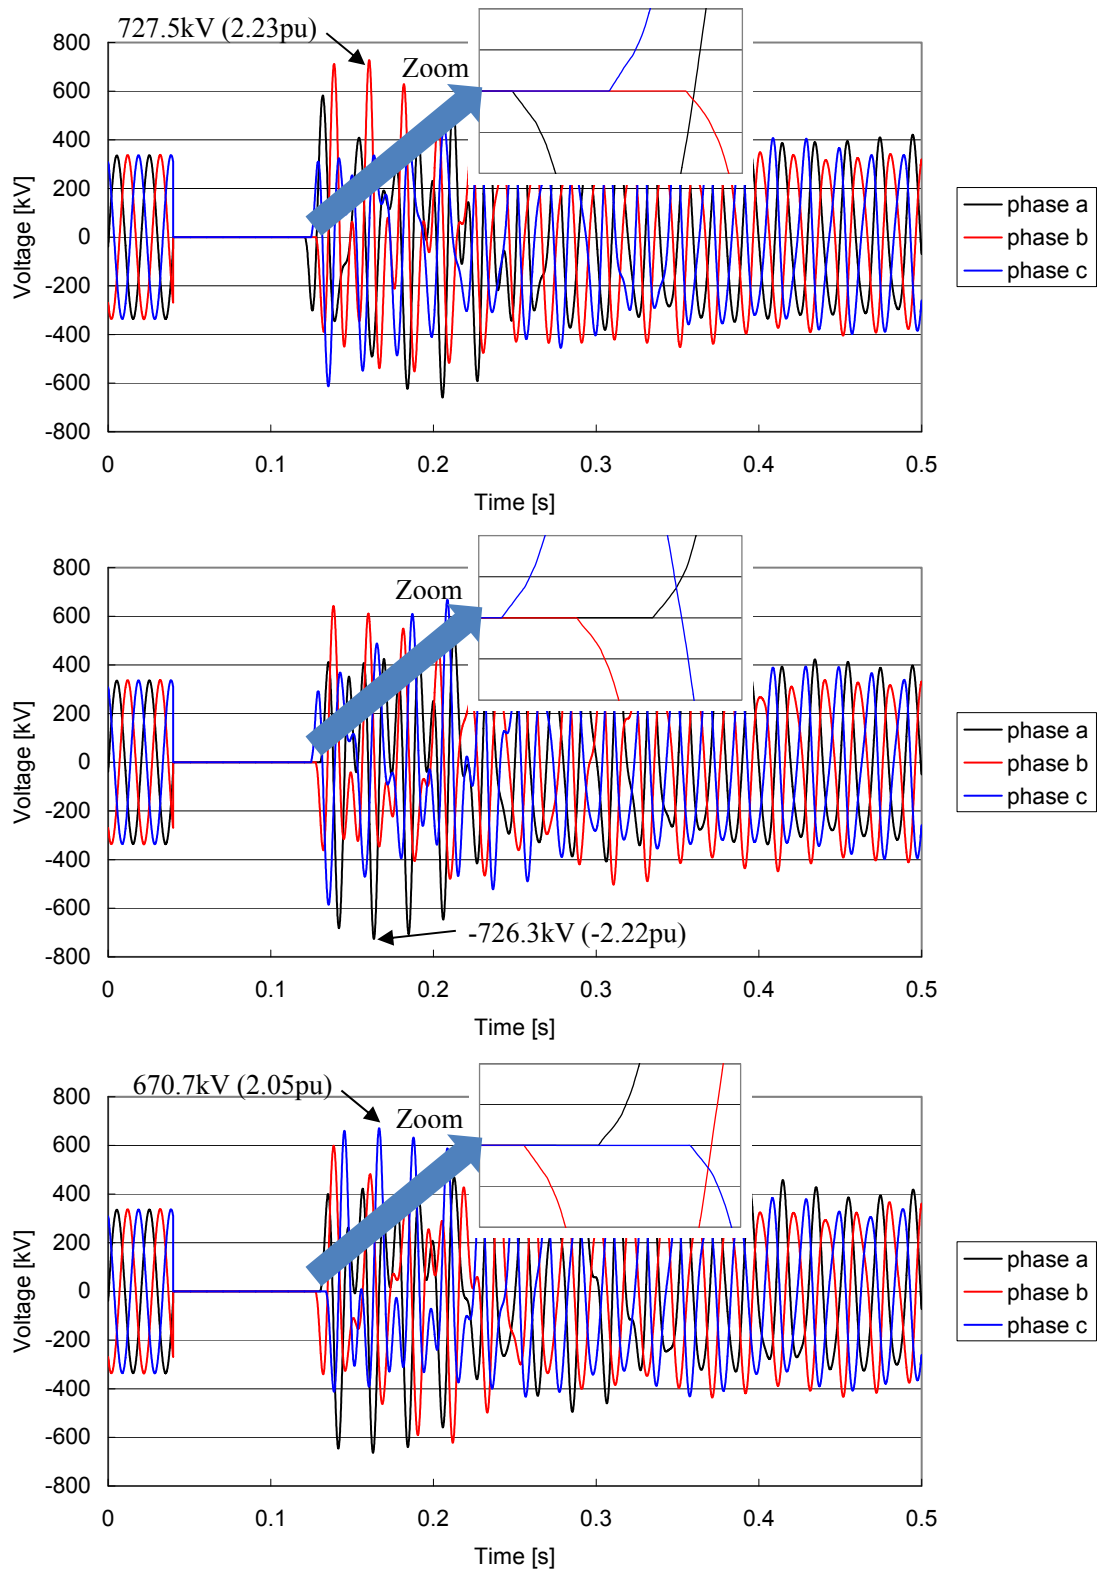 727.5kV (2.23pu)
Zoom
800
600
400
200
0
-200
-400
-600
-800
Voltage [kV]
0 0.1 0.2 0.3 0.4 0.5
Time [s]
phase a
phase b
phase c
Zoom
800
600
400
200
0
-200
-400
-600
-800
Voltage [kV]
-726.3kV (-2.22pu)
0 0.1 0.2 0.3 0.4 0.5
Time [s]
phase a
phase b
phase c
670.7kV (2.05pu)
Zoom
800
600
400
200
0
-200
-400
-600
-800
Voltage [kV]
0 0.1 0.2 0.3 0.4 0.5
Time [s]
phase a
phase b
phase c